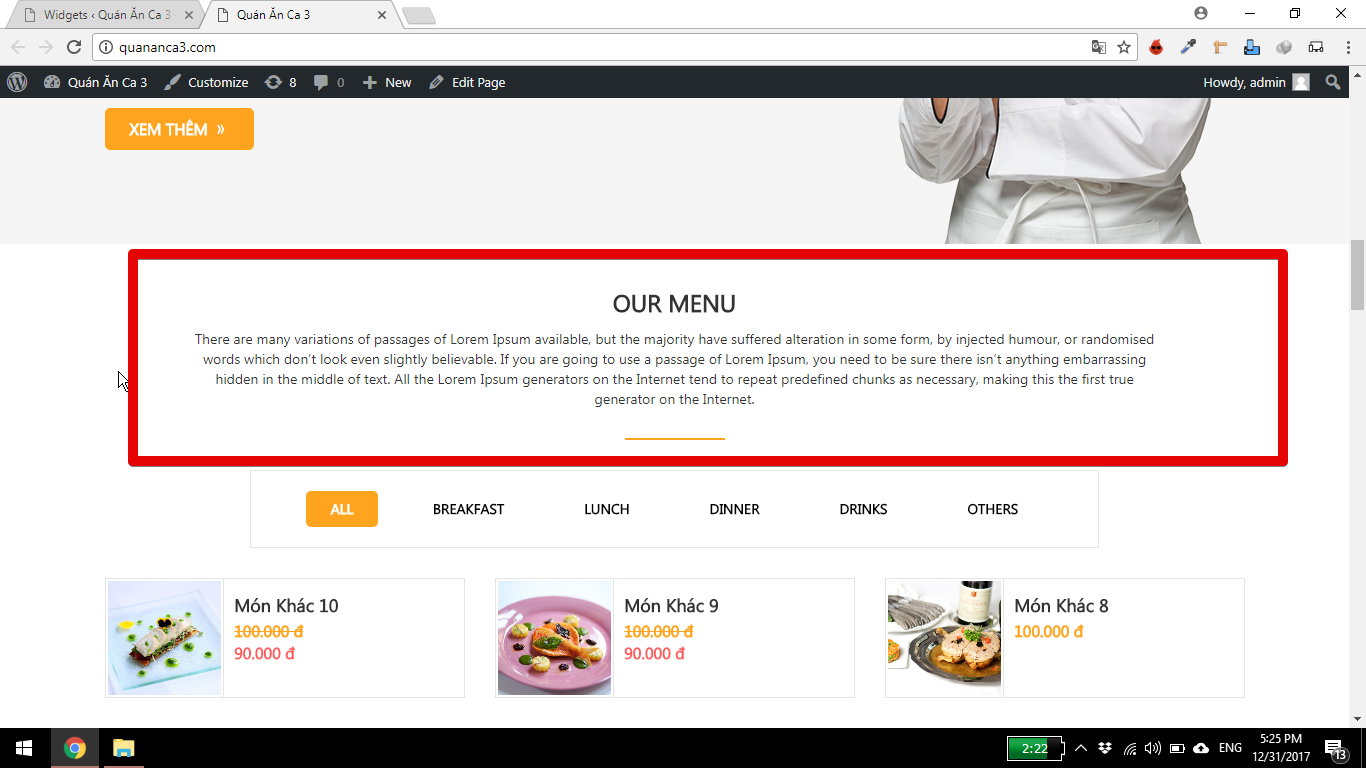 Widgets ‹ Quán Ăn Ca 3
Quán Ăn Ca 3
quananca3.com
Quán Ăn Ca 3
Customize
8
0
New
Edit Page
Howdy, admin
XEM THÊM »
OUR MENU
There are many variations of passages of Lorem Ipsum available, but the majority have suffered alteration in some form, by injected humour, or randomised
words which don't look even slightly believable. If you are going to use a passage of Lorem Ipsum, you need to be sure there isn't anything embarrassing
hidden in the middle of text. All the Lorem Ipsum generators on the Internet tend to repeat predefined chunks as necessary, making this the first true
generator on the Internet.
ALL
BREAKFAST
LUNCH
DINNER
DRINKS
OTHERS
Món Khác 10
100.000 đ
90.000 đ
Món Khác 9
100.000 đ
90.000 đ
Món Khác 8
100.000 đ
2:22
ENG
5:25 PM
12/31/2017
13